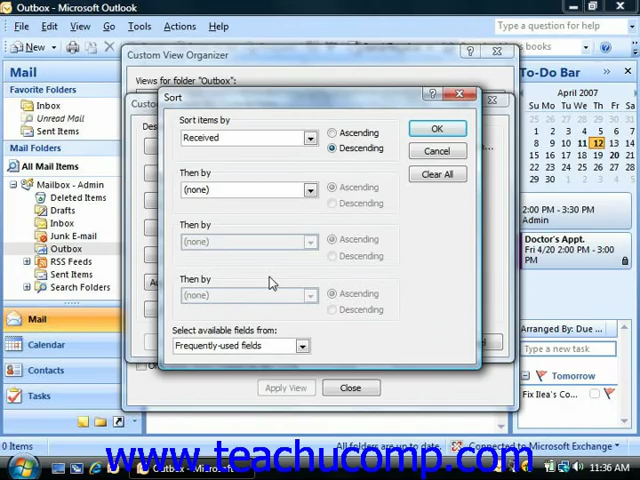 Outbox - Microsoft Outlook
File Edit View Go Tools Actions Help
Type a question for help
New
books
Mail
Favorite Folders
Inbox
Unread Mail
Sent Items
Mail Folders
All Mail Items
Mailbox - Admin
Deleted Items
Drafts
Inbox
Junk E-mail
Outbox
RSS Feeds
Sent Items
Search Folders
Mail
Calendar
Contacts
Tasks
0 Items
Custom View Organizer
Views for folder "Outbox":
Custo
Des
Au
Apply View
Close
Sort
Sort items by
Received
Ascending
Descending
OK
Cancel
Clear All
Then by
(none)
Ascending
Descending
Then by
(none)
Ascending
Descending
Then by
(none)
Ascending
Descending
Select available fields from:
Frequently-used fields
To-Do Bar
April 2007
Su Mo Tu We Th Fr Sa
1 2 3 4 5 6 7
8 9 10 11 12 13 14
15 16 17 18 19 20 21
22 23 24 25 26 27 28
29 30
2:00 PM - 3:30 PM
Admin
Doctor's Appt.
Fri 4/20 2:00 PM
Arranged By: Due
Type a new task
Tomorrow
Fix Ilea's Co...
All folders are up to date.
Connected to Microsoft Exchange
www.teachucomp.com
Outbox - Microsof
11:36 AM